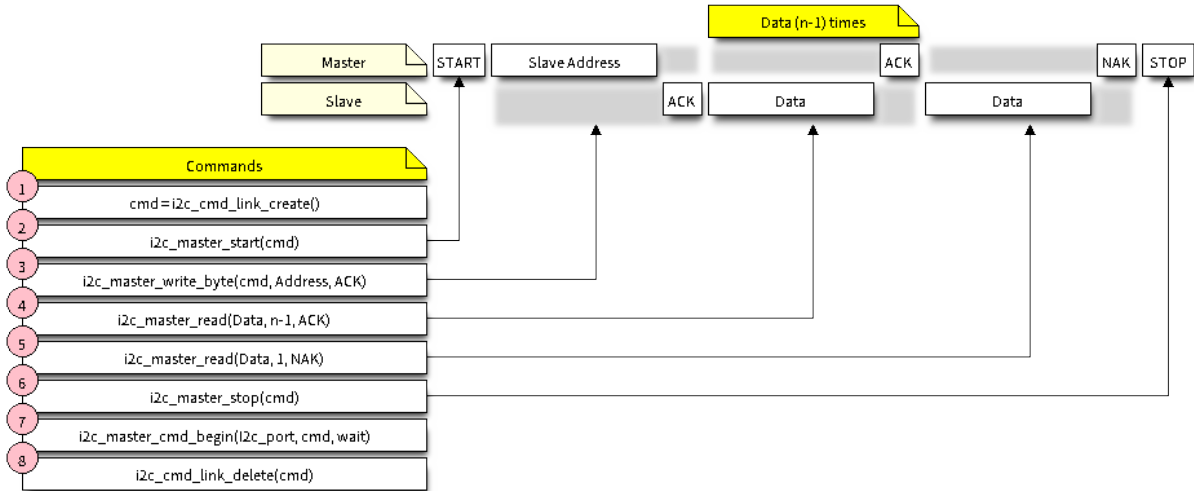 Data (n-1) times
Master
START
Slave Address
ACK
NAK
STOP
Slave
ACK
Data
Data
Commands
1
cmd=i2c_cmd_link_create()
2
i2c_master_start(cmd)
3
i2c_master_write_byte(cmd, Address, ACK)
4
i2c_master_read(Data, n-1, ACK)
5
i2c_master_read(Data, 1, NAK)
6
i2c_master_stop(cmd)
7
i2c_master_cmd_begin(I2c_port, cmd, wait)
8
i2c_cmd_link_delete(cmd)